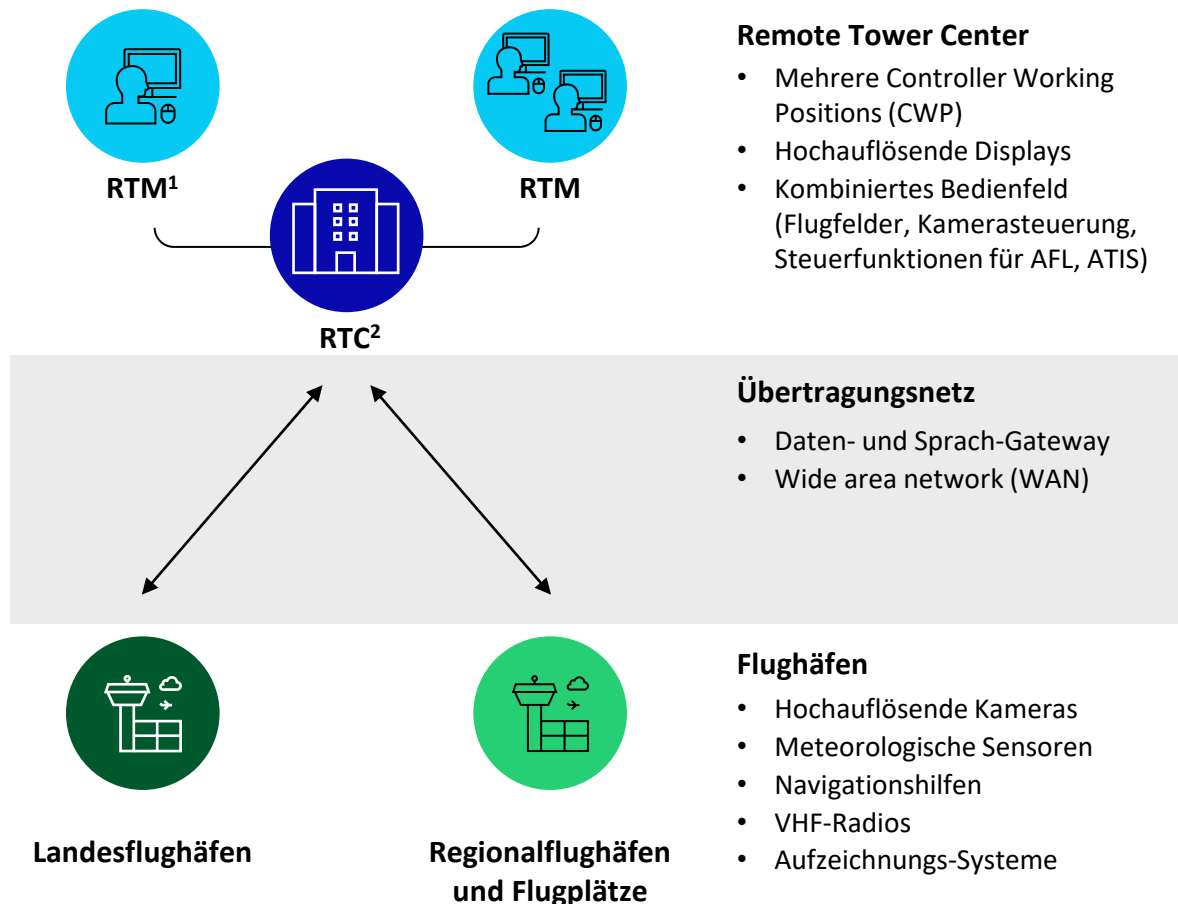 RTM¹
RTM
RTC²
Remote Tower Center
• Mehrere Controller Working
Positions (CWP)
• Hochauflösende Displays
• Kombiniertes Bedienfeld
(Flugfelder, Kamerasteuerung,
Steuerfunktionen für AFL, ATIS)
Übertragungsnetz
• Daten- und Sprach-Gateway
• Wide area network (WAN)
Landesflughäfen
Regionalflughäfen
und Flugplätze
Flughäfen
• Hochauflösende Kameras
• Meteorologische Sensoren
• Navigationshilfen
• VHF-Radios
• Aufzeichnungs-Systeme